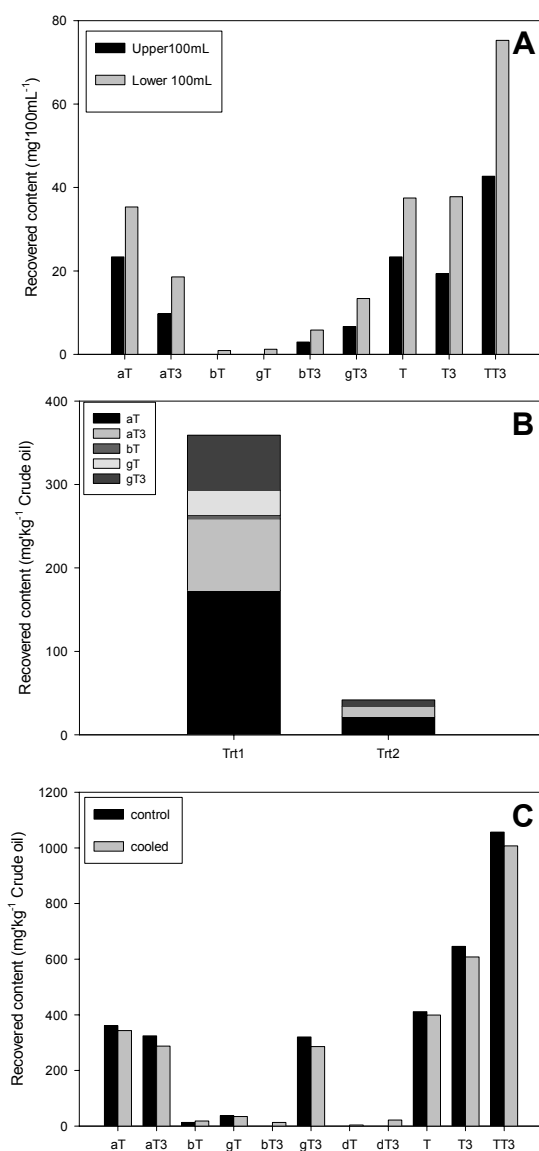 A
Upper100mL
Lower 100mL
Recovered content (mg'100mL-1)
80
60
40
20
0
aT aT3 bT gT bT3 gT3 T T3 TT3
B
aT
aT3
bT
gT
gT3
Recovered content (mg'kg-1 Crude oil)
400
300
200
100
0
Trt1 Trt2
C
control
cooled
Recovered content (mg'kg-1 Crude oil)
1200
1000
800
600
400
200
0
aT aT3 bT gT bT3 gT3 dT dT3 T T3 TT3